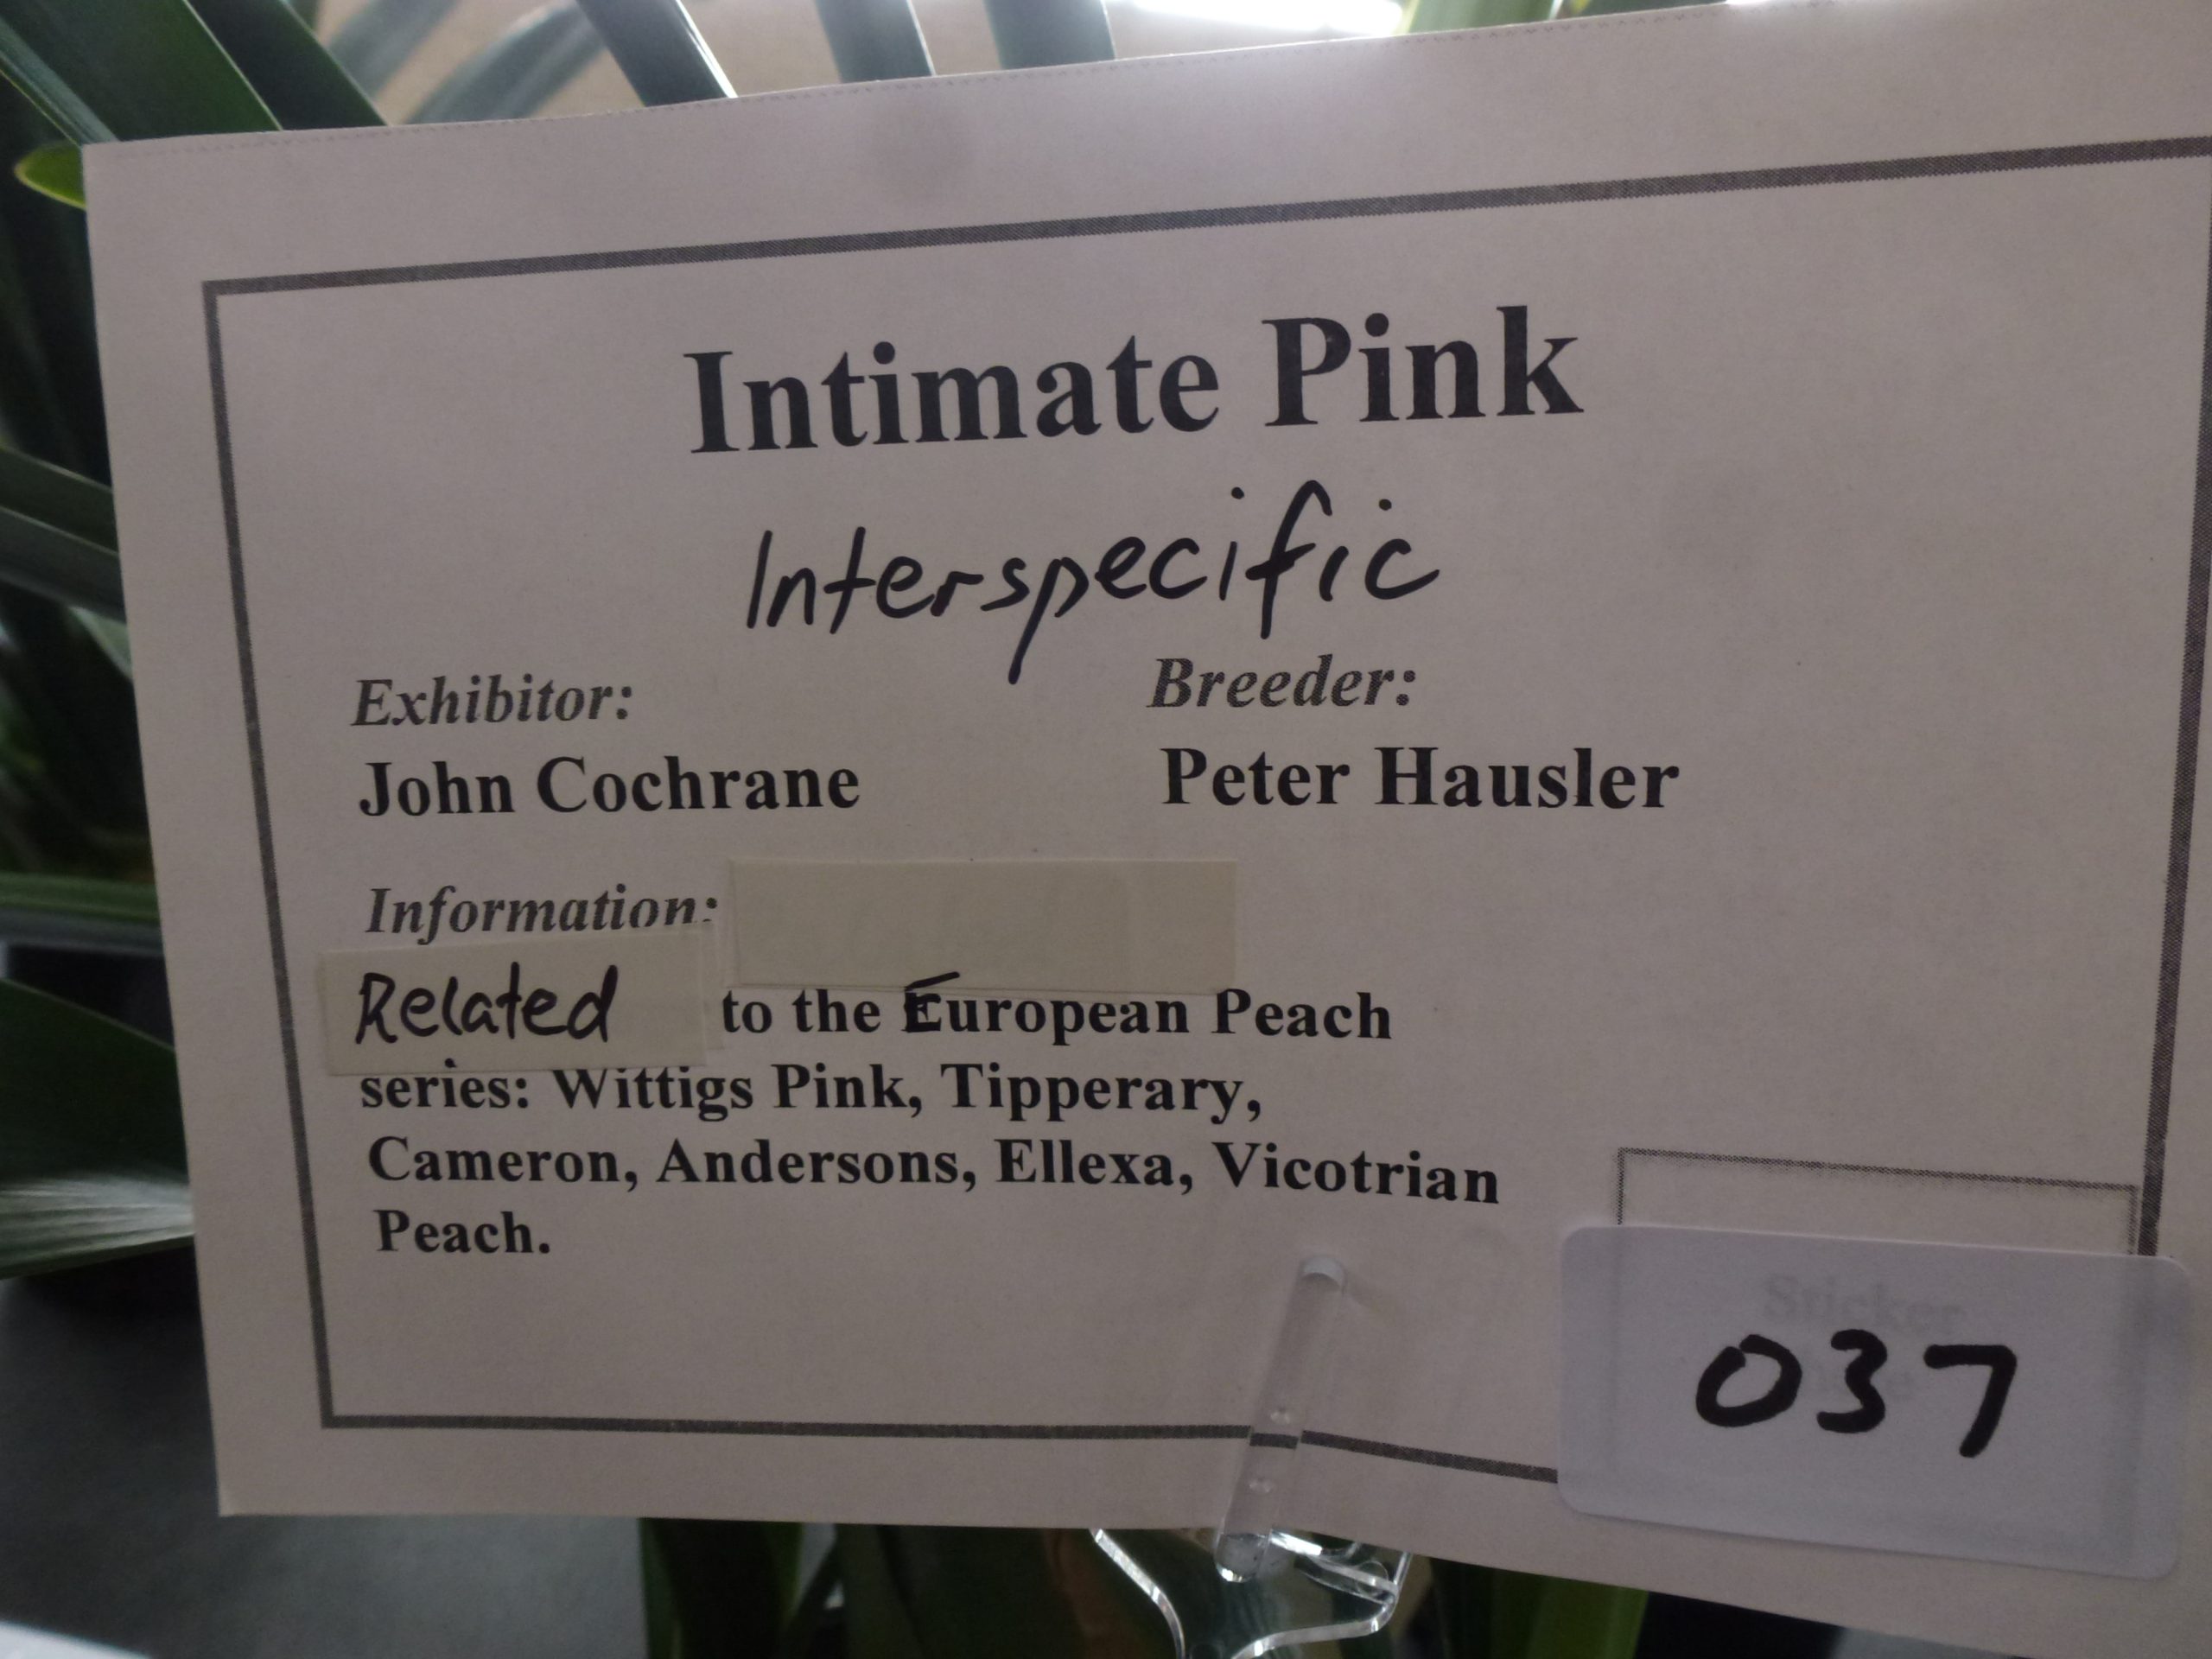 Intimate Pink
Interspecific
Exhibitor:
John Cochrane
Breeder:
Peter Hausler
Information:
Related to the European Peach
series: Wittigs Pink, Tipperary,
Cameron, Andersons, Ellexa, Vicotrian
Peach.
Sticker
037